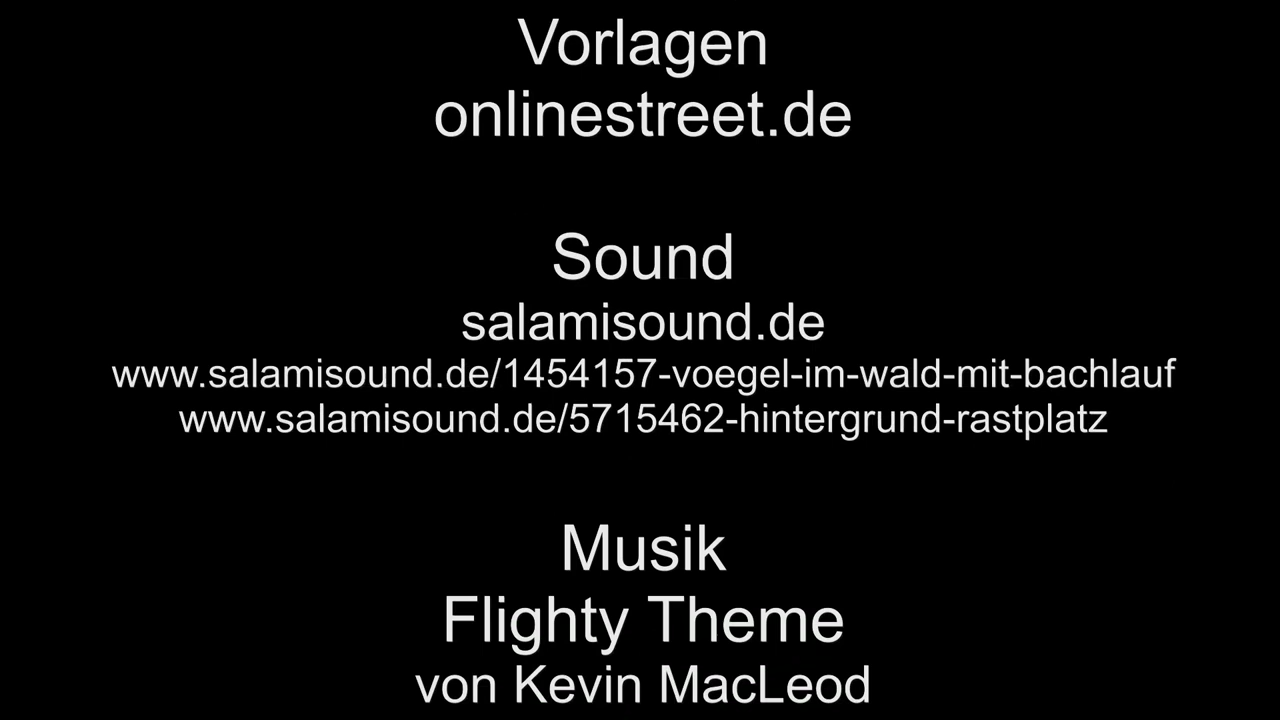 Vorlagen
onlinestreet.de
Sound
salamisound.de
www.salamisound.de/1454157-voegel-im-wald-mit-bachlauf
www.salamisound.de/5715462-hintergrund-rastplatz
Musik
Flighty Theme
von Kevin MacLeod